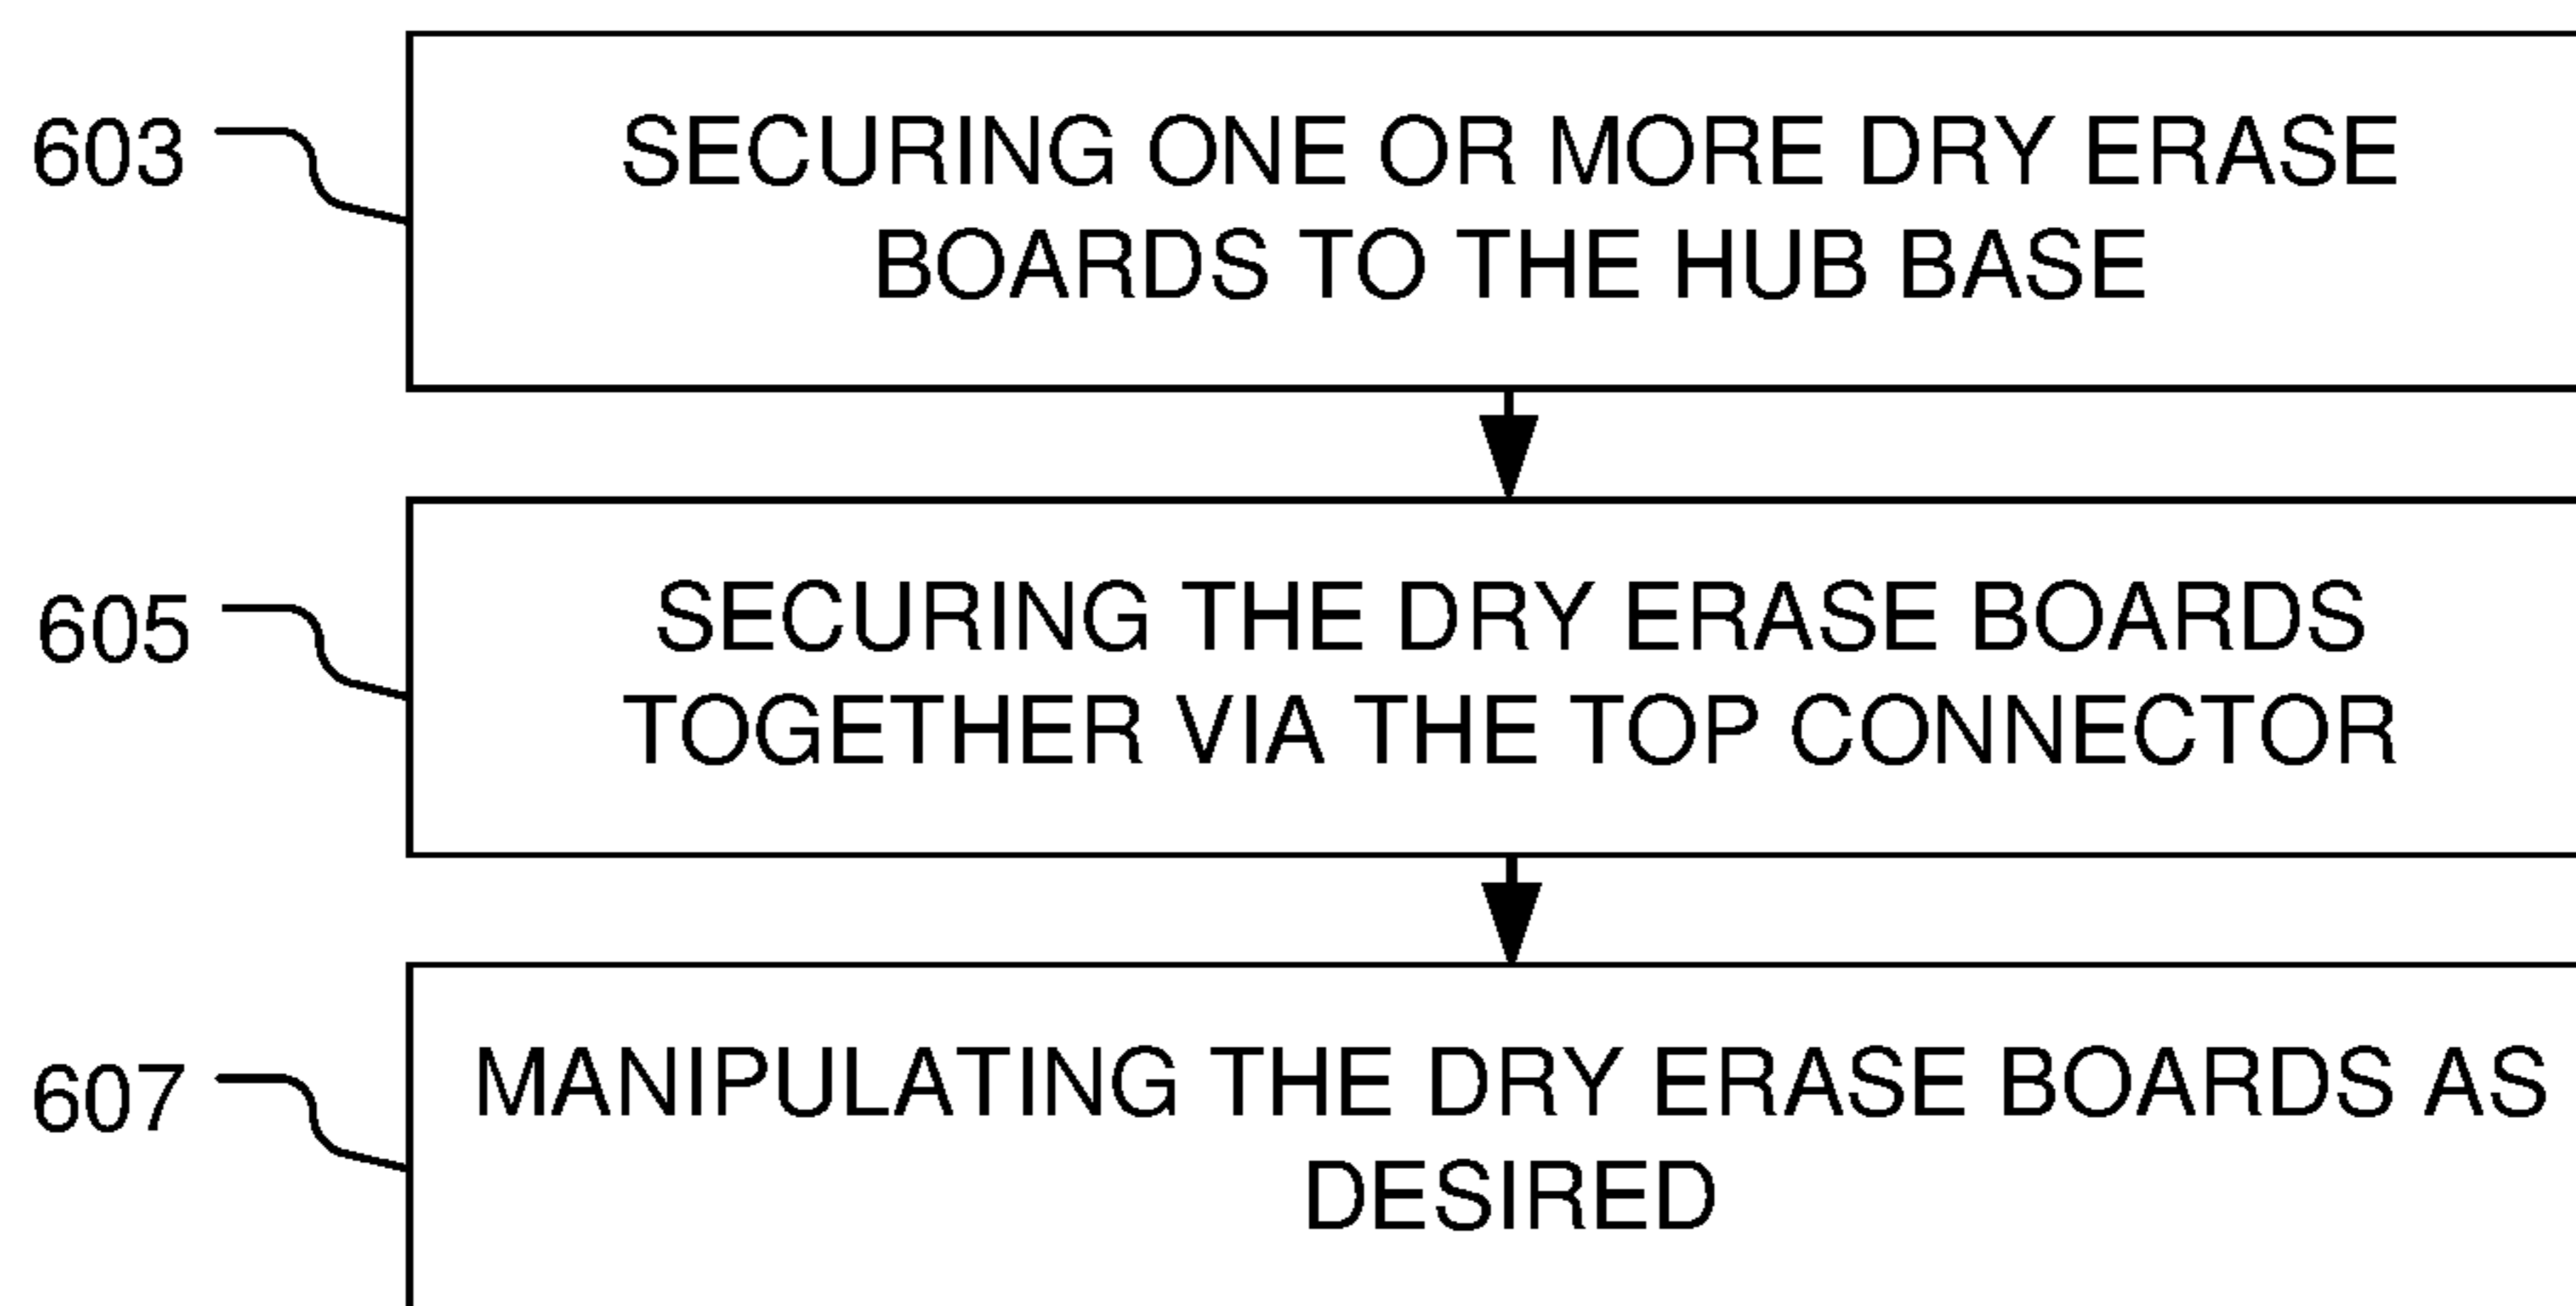 603
SECURING ONE OR MORE DRY ERASE
BOARDS TO THE HUB BASE
605
SECURING THE DRY ERASE BOARDS
TOGETHER VIA THE TOP CONNECTOR
607
MANIPULATING THE DRY ERASE BOARDS AS
DESIRED